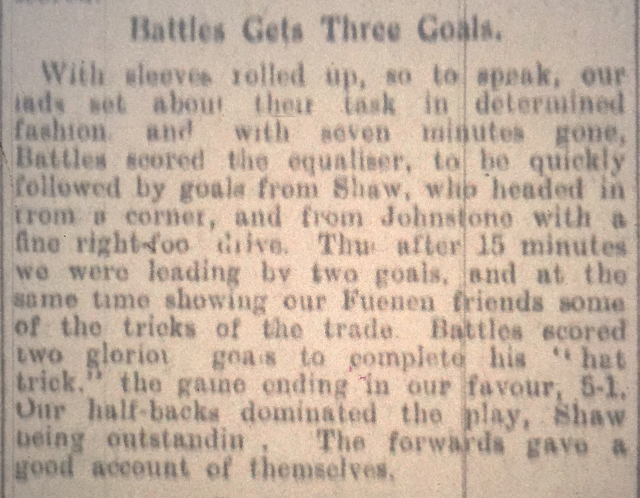 Battles Gets Three Goals.
With sleeves rolled up, so to speak, our
lads set about their task in determined
fashion and with seven minutes gone,
Battles scored the equaliser, to be quickly
followed by goals from Shaw, who headed in
from a corner, and from Johnstone with a
fine right-foo drive. Thu after 15 minutes
we were leading by two goals, and at the
same time showing our Fuenen friends some
of the tricks of the trade. Battles scored
two gloriou goals to complete his "hat
trick." the game ending in our favour, 5-1.
Our half-backs dominated the play, Shaw
being outstandin . The forwards gave a
good account of themselves.